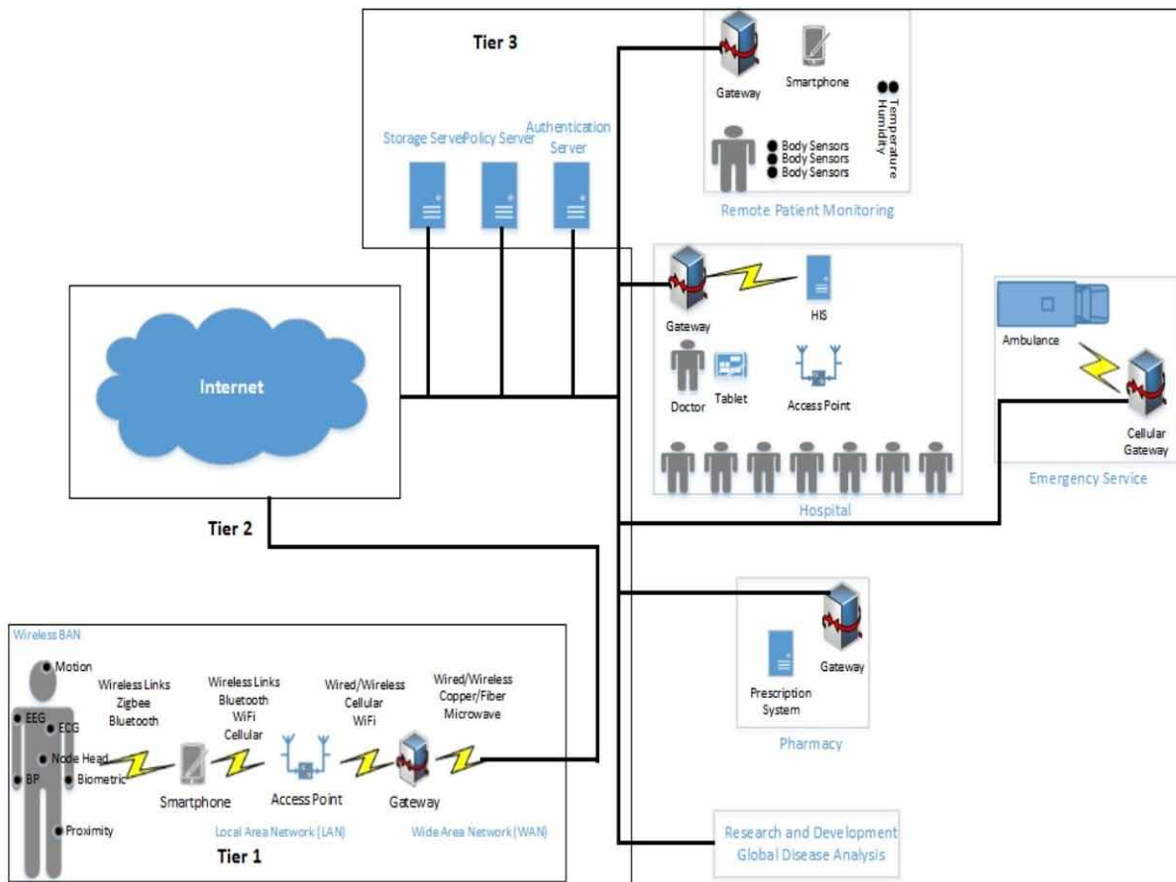 Tier 3
Storage Server
Policy Server
Authentication
Server
Gateway
Smartphone
Temperature
Humidity
Body Sensors
Body Sensors
Body Sensors
Remote Patient Monitoring
Gateway
HIS
Doctor
Tablet
Access Point
Hospital
Ambulance
Cellular
Gateway
Emergency Service
Internet
Tier 2
Wireless BAN
Motion
EEG
ECG
Node Head
BP
Biometric
Proximity
Wireless Links
Zigbee
Bluetooth
Wireless Links
Bluetooth
WiFi
Cellular
Wired/Wireless
Cellular
WiFi
Wired/Wireless
Copper/Fiber
Microwave
Smartphone
Access Point
Gateway
Local Area Network (LAN)
Wide Area Network (WAN)
Tier 1
Gateway
Prescription
System
Pharmacy
Research and Development
Global Disease Analysis